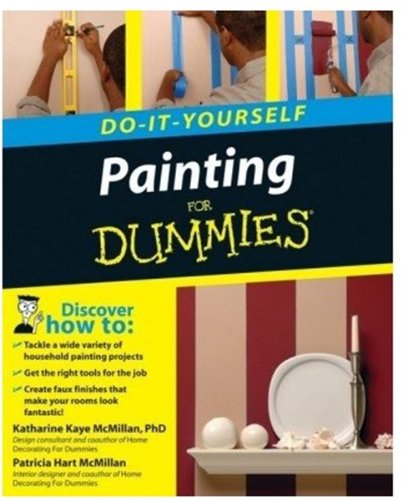 DO-IT-YOURSELF
Painting
FOR
DUMMIES®
Discover
how to:
Tackle a wide variety of
household painting projects
Get the right tools for the job
Create faux finishes that
make your rooms look
fantastic!
Katharine Kaye McMillan, PhD
Design consultant and coauthor of Home
Decorating For Dummies
Patricia Hart McMillan
Interior designer and coauthor of Home
Decorating For Dummies